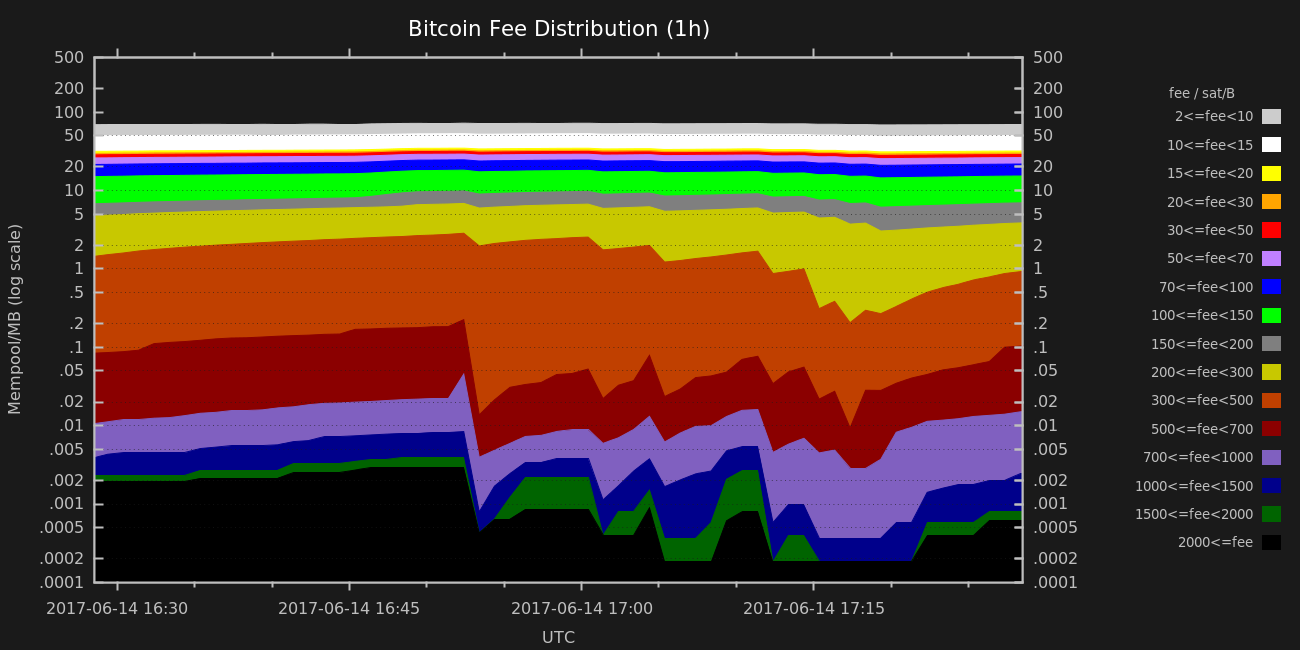 Bitcoin Fee Distribution (1h)
Mempool/MB (log scale)
500
200
100
50
20
10
5
2
1
.5
.2
.1
.05
.02
.01
.005
.002
.001
.0005
.0002
.0001
500
200
100
50
20
10
5
2
1
.5
.2
.1
.05
.02
.01
.005
.002
.001
.0005
.0002
.0001
2017-06-14 16:30 2017-06-14 16:45 2017-06-14 17:00 2017-06-14 17:15
UTC
fee / sat/B
2<=fee<10
10<=fee<15
15<=fee<20
20<=fee<30
30<=fee<50
50<=fee<70
70<=fee<100
100<=fee<150
150<=fee<200
200<=fee<300
300<=fee<500
500<=fee<700
700<=fee<1000
1000<=fee<1500
1500<=fee<2000
2000<=fee